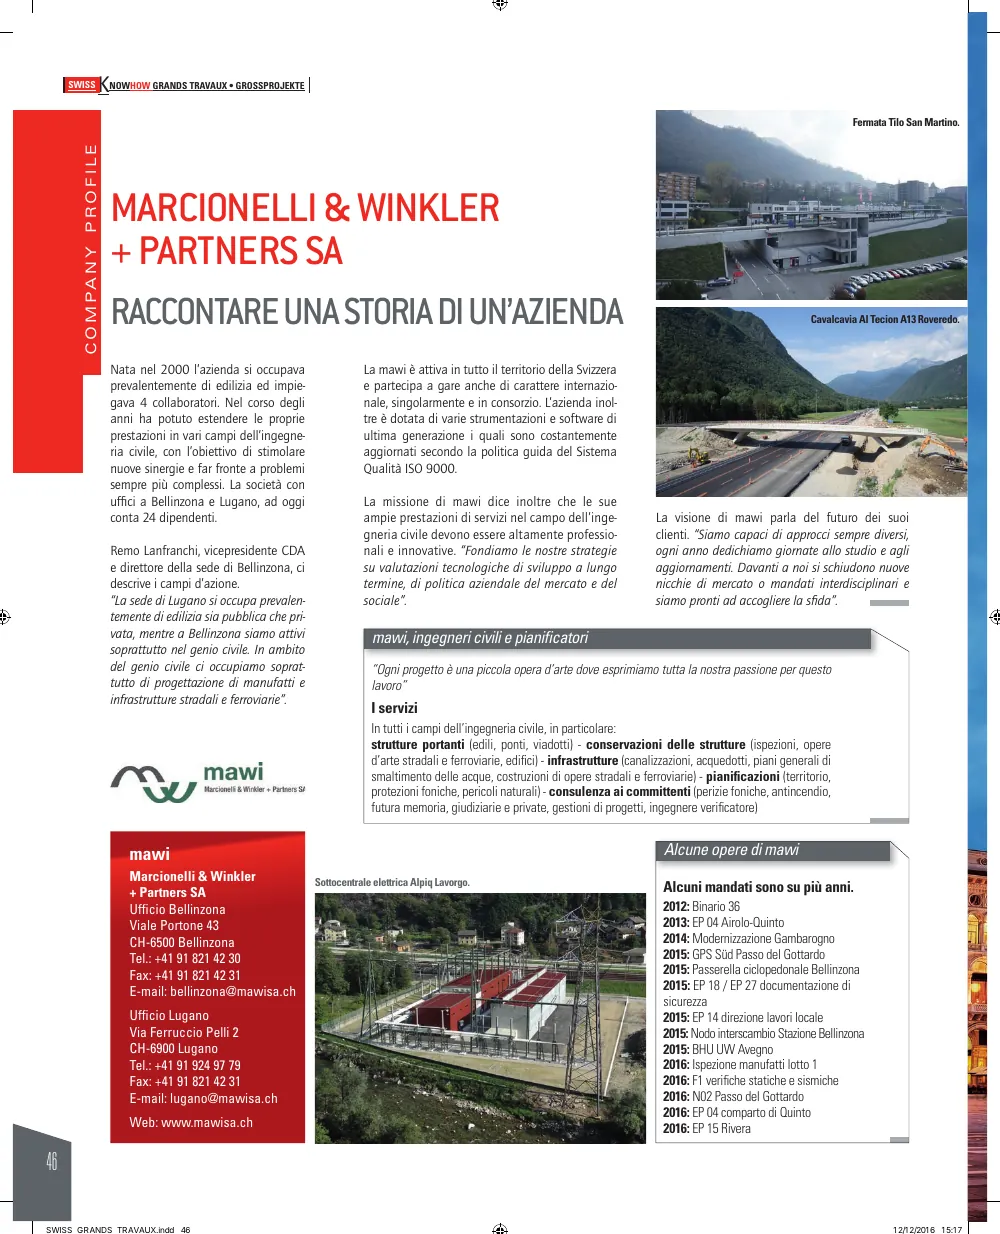 SWISS KNOWHOW GRANDS TRAVAUX • GROSSPROJEKTE
COMPANY PROFILE
MARCIONELLI & WINKLER
+ PARTNERS SA
RACCONTARE UNA STORIA DI UN'AZIENDA
Nata nel 2000 l'azienda si occupava
prevalentemente di edilizia ed impie-
gava 4 collaboratori. Nel corso degli
anni ha potuto estendere le proprie
prestazioni in vari campi dell'ingegne-
ria civile, con l'obiettivo di stimolare
nuove sinergie e far fronte a problemi
sempre più complessi. La società con
uffici a Bellinzona e Lugano, ad oggi
conta 24 dipendenti.
Remo Lanfranchi, vicepresidente CDA
e direttore della sede di Bellinzona, ci
descrive i campi d'azione.
"La sede di Lugano si occupa prevalen-
temente di edilizia sia pubblica che pri-
vata, mentre a Bellinzona siamo attivi
soprattutto nel genio civile. In ambito
del genio civile ci occupiamo soprat-
tutto di progettazione di manufatti e
infrastrutture stradali e ferroviarie".
La mawi è attiva in tutto il territorio della Svizzera
e partecipa a gare anche di carattere internazio-
nale, singolarmente e in consorzio. L'azienda inol-
tre è dotata di varie strumentazioni e software di
ultima generazione i quali sono costantemente
aggiornati secondo la politica guida del Sistema
Qualità ISO 9000.
La missione di mawi dice inoltre che le sue
ampie prestazioni di servizi nel campo dell'inge-
gneria civile devono essere altamente professio-
nali e innovative. "Fondiamo le nostre strategie
su valutazioni tecnologiche di sviluppo a lungo
termine, di politica aziendale del mercato e del
sociale".
Fermata Tilo San Martino.
Cavalcavia Al Tecion A13 Roveredo.
La visione di mawi parla del futuro dei suoi
clienti. "Siamo capaci di approcci sempre diversi,
ogni anno dedichiamo giornate allo studio e agli
aggiornamenti. Davanti a noi si schiudono nuove
nicchie di mercato o mandati interdisciplinari e
siamo pronti ad accogliere la sfida".
mawi, ingegneri civili e pianificatori
"Ogni progetto è una piccola opera d'arte dove esprimiamo tutta la nostra passione per questo
lavoro"
I servizi
In tutti i campi dell'ingegneria civile, in particolare:
strutture portanti (edili, ponti, viadotti) - conservazioni delle strutture (ispezioni, opere
d'arte stradali e ferroviarie, edifici) - infrastrutture (canalizzazioni, acquedotti, piani generali di
smaltimento delle acque, costruzioni di opere stradali e ferroviarie) - pianificazioni (territorio,
protezioni foniche, pericoli naturali) - consulenza ai committenti (perizie foniche, antincendio,
futura memoria, giudiziarie e private, gestioni di progetti, ingegnere verificatore)
mawi
Marcionelli & Winkler + Partners SA
mawi
Marcionelli & Winkler
+ Partners SA
Ufficio Bellinzona
Viale Portone 43
CH-6500 Bellinzona
Tel.: +41 91 821 42 30
Fax: +41 91 821 42 31
E-mail: bellinzona@mawisa.ch
Ufficio Lugano
Via Ferruccio Pelli 2
CH-6900 Lugano
Tel.: +41 91 924 97 79
Fax: +41 91 821 42 31
E-mail: lugano@mawisa.ch
Web: www.mawisa.ch
Sottocentrale elettrica Alpiq Lavorgo.
Alcune opere di mawi
Alcuni mandati sono su più anni.
2012: Binario 36
2013: EP 04 Airolo-Quinto
2014: Modernizzazione Gambarogno
2015: GPS Süd Passo del Gottardo
2015: Passerella ciclopedonale Bellinzona
2015: EP 18 / EP 27 documentazione di
sicurezza
2015: EP 14 direzione lavori locale
2015: Nodo interscambio Stazione Bellinzona
2015: BHU UW Avegno
2016: Ispezione manufatti lotto 1
2016: F1 verifiche statiche e sismiche
2016: N02 Passo del Gottardo
2016: EP 04 comparto di Quinto
2016: EP 15 Rivera
46
SWISS GRANDS TRAVAUX.indd 46
12/12/2016 15:17